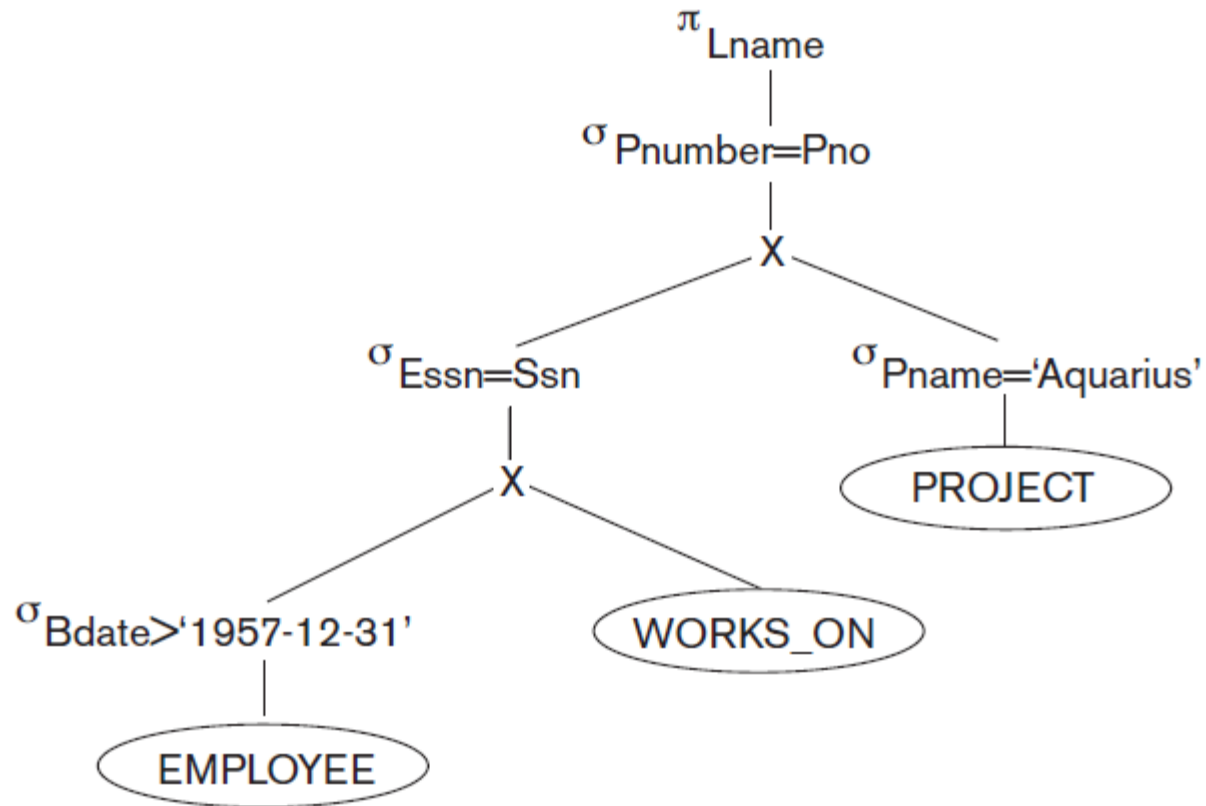 π Lname
σ Pnumber=Pno
X
σ Essn=Ssn
σ Pname=‘Aquarius’
X
PROJECT
σ Bdate>‘1957-12-31’
WORKS_ON
EMPLOYEE